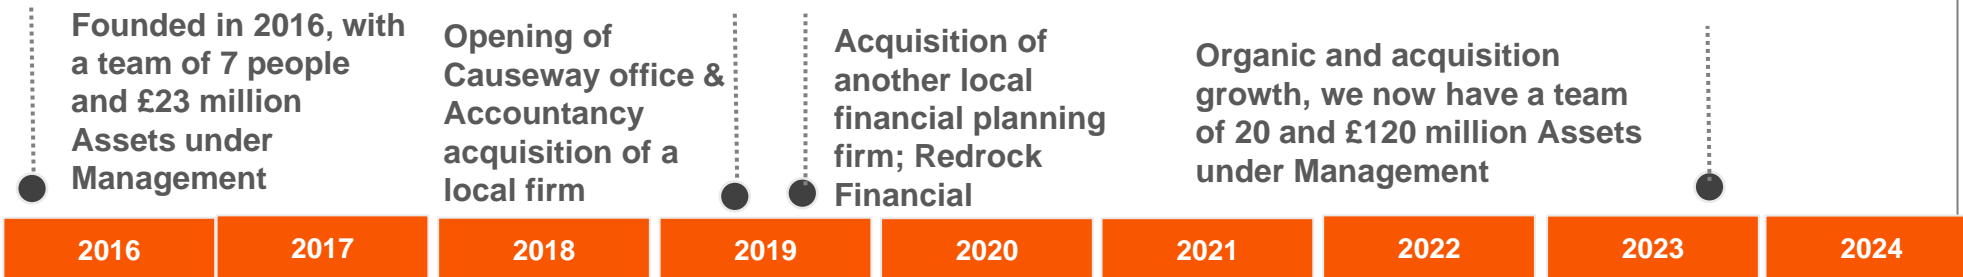 Founded in 2016, with
a team of 7 people
and £23 million
Assets under
Management
Opening of
Causeway office &
Accountancy
acquisition of a
local firm
Acquisition of
another local
financial planning
firm; Redrock
Financial
Organic and acquisition
growth, we now have a team
of 20 and £120 million Assets
under Management
2016
2017
2018
2019
2020
2021
2022
2023
2024